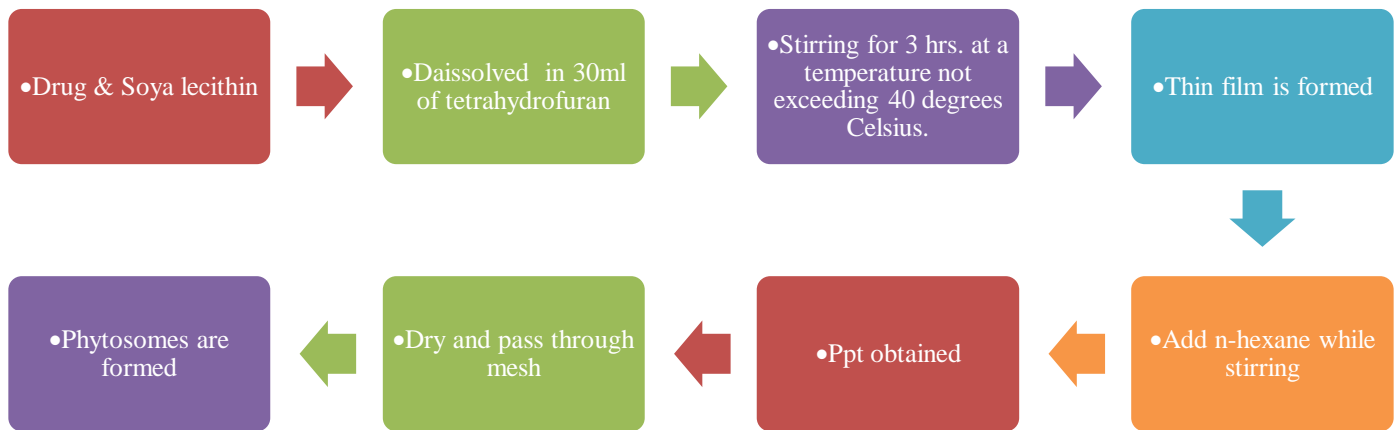 •Drug & Soya lecithin
•Daissolved in 30ml
of tetrahydrofuran
•Stirring for 3 hrs. at a
temperature not
exceeding 40 degrees
Celsius.
•Thin film is formed
•Add n-hexane while
stirring
•Ppt obtained
•Dry and pass through
mesh
•Phytosomes are
formed